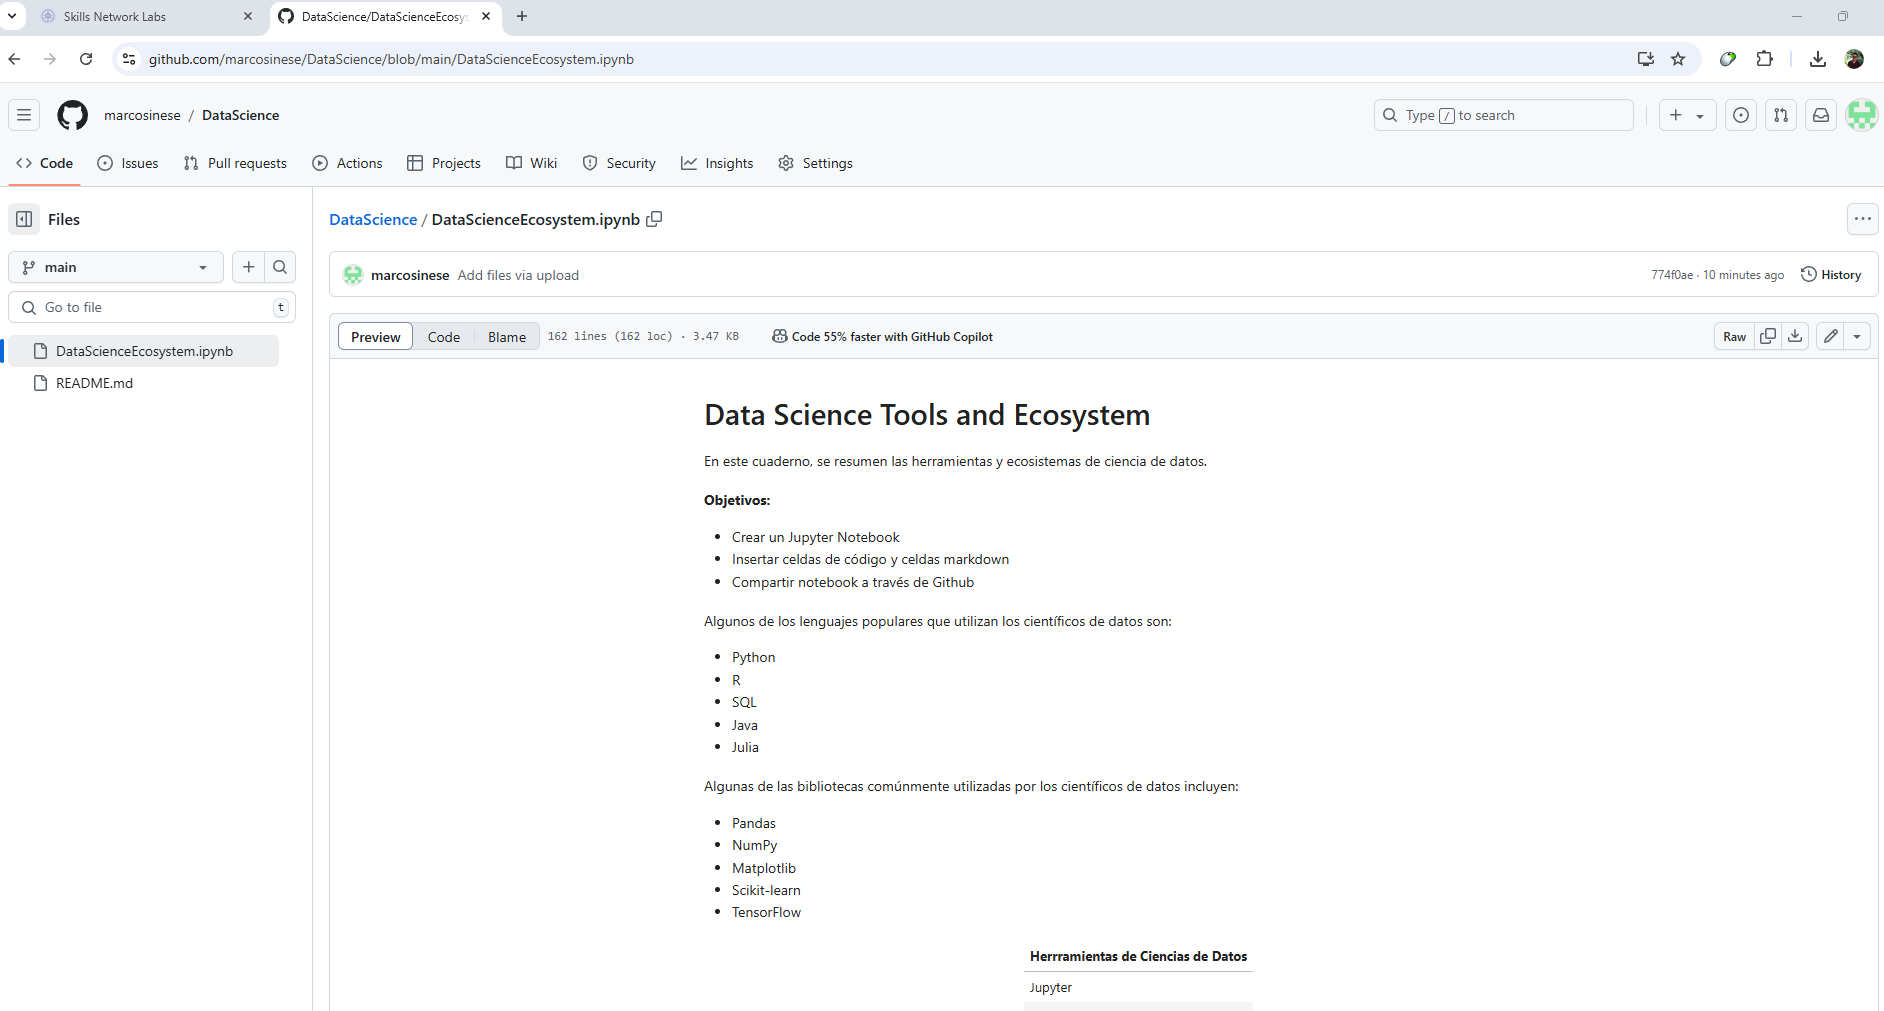 Skills Network Labs
DataScience/DataScienceEcosys
github.com/marcosinese/DataScience/blob/main/DataScienceEcosystem.ipynb
marcosinese / DataScience
Type / to search
Code Issues Pull requests Actions Projects Wiki Security Insights Settings
Files
main
Go to file t
DataScienceEcosystem.ipynb
README.md
DataScience / DataScienceEcosystem.ipynb
marcosinese Add files via upload
774f0ae · 10 minutes ago History
Preview Code Blame 162 lines (162 loc) · 3.47 KB Code 55% faster with GitHub Copilot Raw
Data Science Tools and Ecosystem
En este cuaderno, se resumen las herramientas y ecosistemas de ciencia de datos.
Objetivos:
Crear un Jupyter Notebook
Insertar celdas de código y celdas markdown
Compartir notebook a través de Github
Algunos de los lenguajes populares que utilizan los científicos de datos son:
Python
R
SQL
Java
Julia
Algunas de las bibliotecas comúnmente utilizadas por los científicos de datos incluyen:
Pandas
NumPy
Matplotlib
Scikit-learn
TensorFlow
Herrramientas de Ciencias de Datos
Jupyter